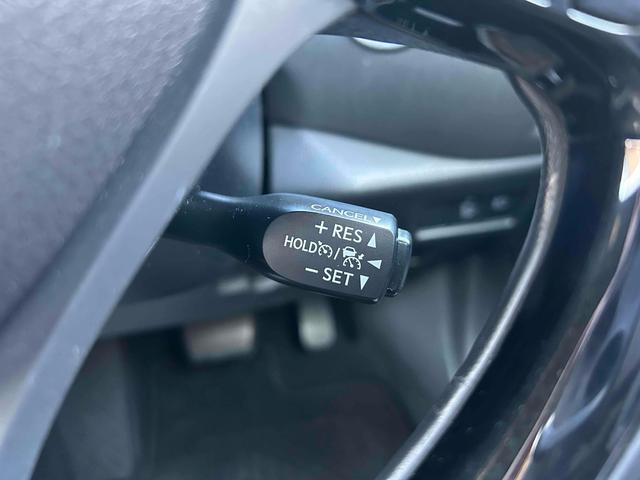 CANCEL▼
+ RES ▲
HOLD / ◀
− SET ▼